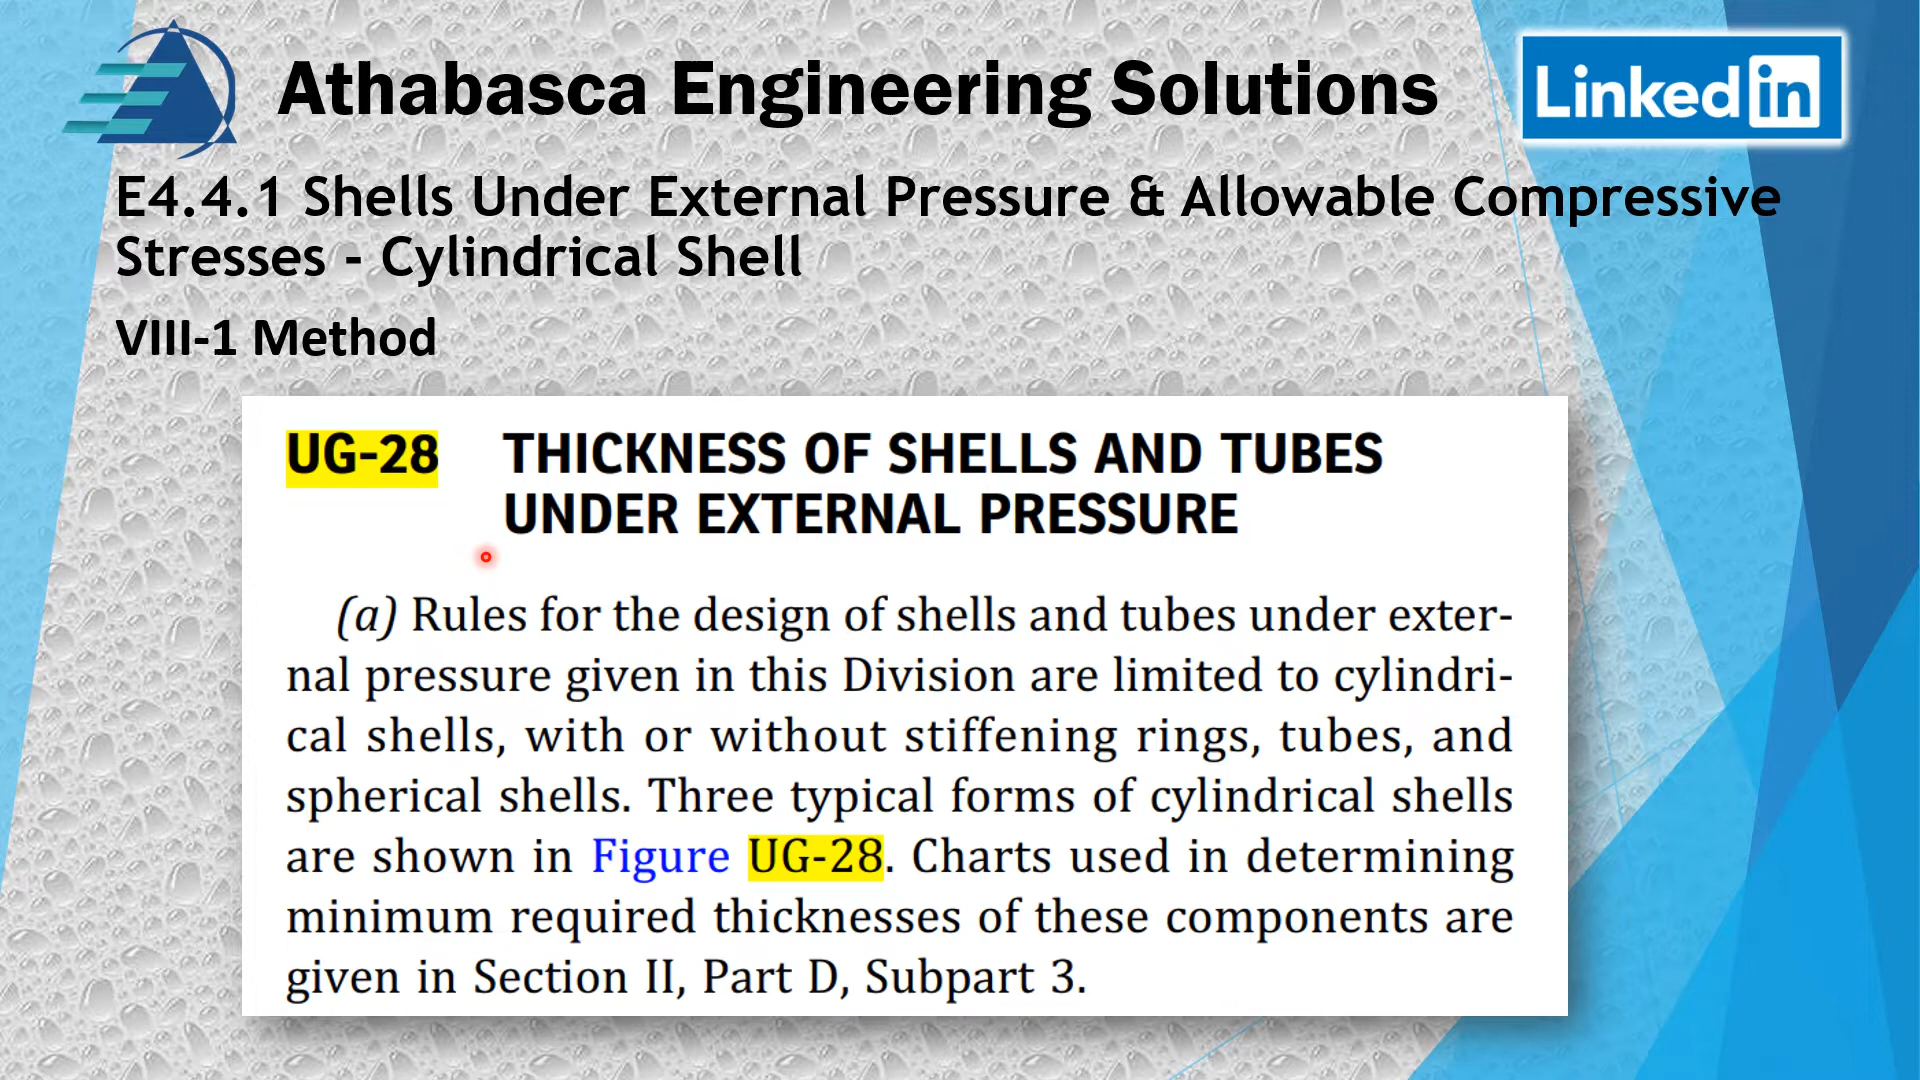 Athabasca Engineering Solutions
Linked in
E4.4.1 Shells Under External Pressure & Allowable Compressive
Stresses - Cylindrical Shell
VIII-1 Method
UG-28 THICKNESS OF SHELLS AND TUBES
UNDER EXTERNAL PRESSURE
(a) Rules for the design of shells and tubes under exter-
nal pressure given in this Division are limited to cylindri-
cal shells, with or without stiffening rings, tubes, and
spherical shells. Three typical forms of cylindrical shells
are shown in Figure UG-28. Charts used in determining
minimum required thicknesses of these components are
given in Section II, Part D, Subpart 3.